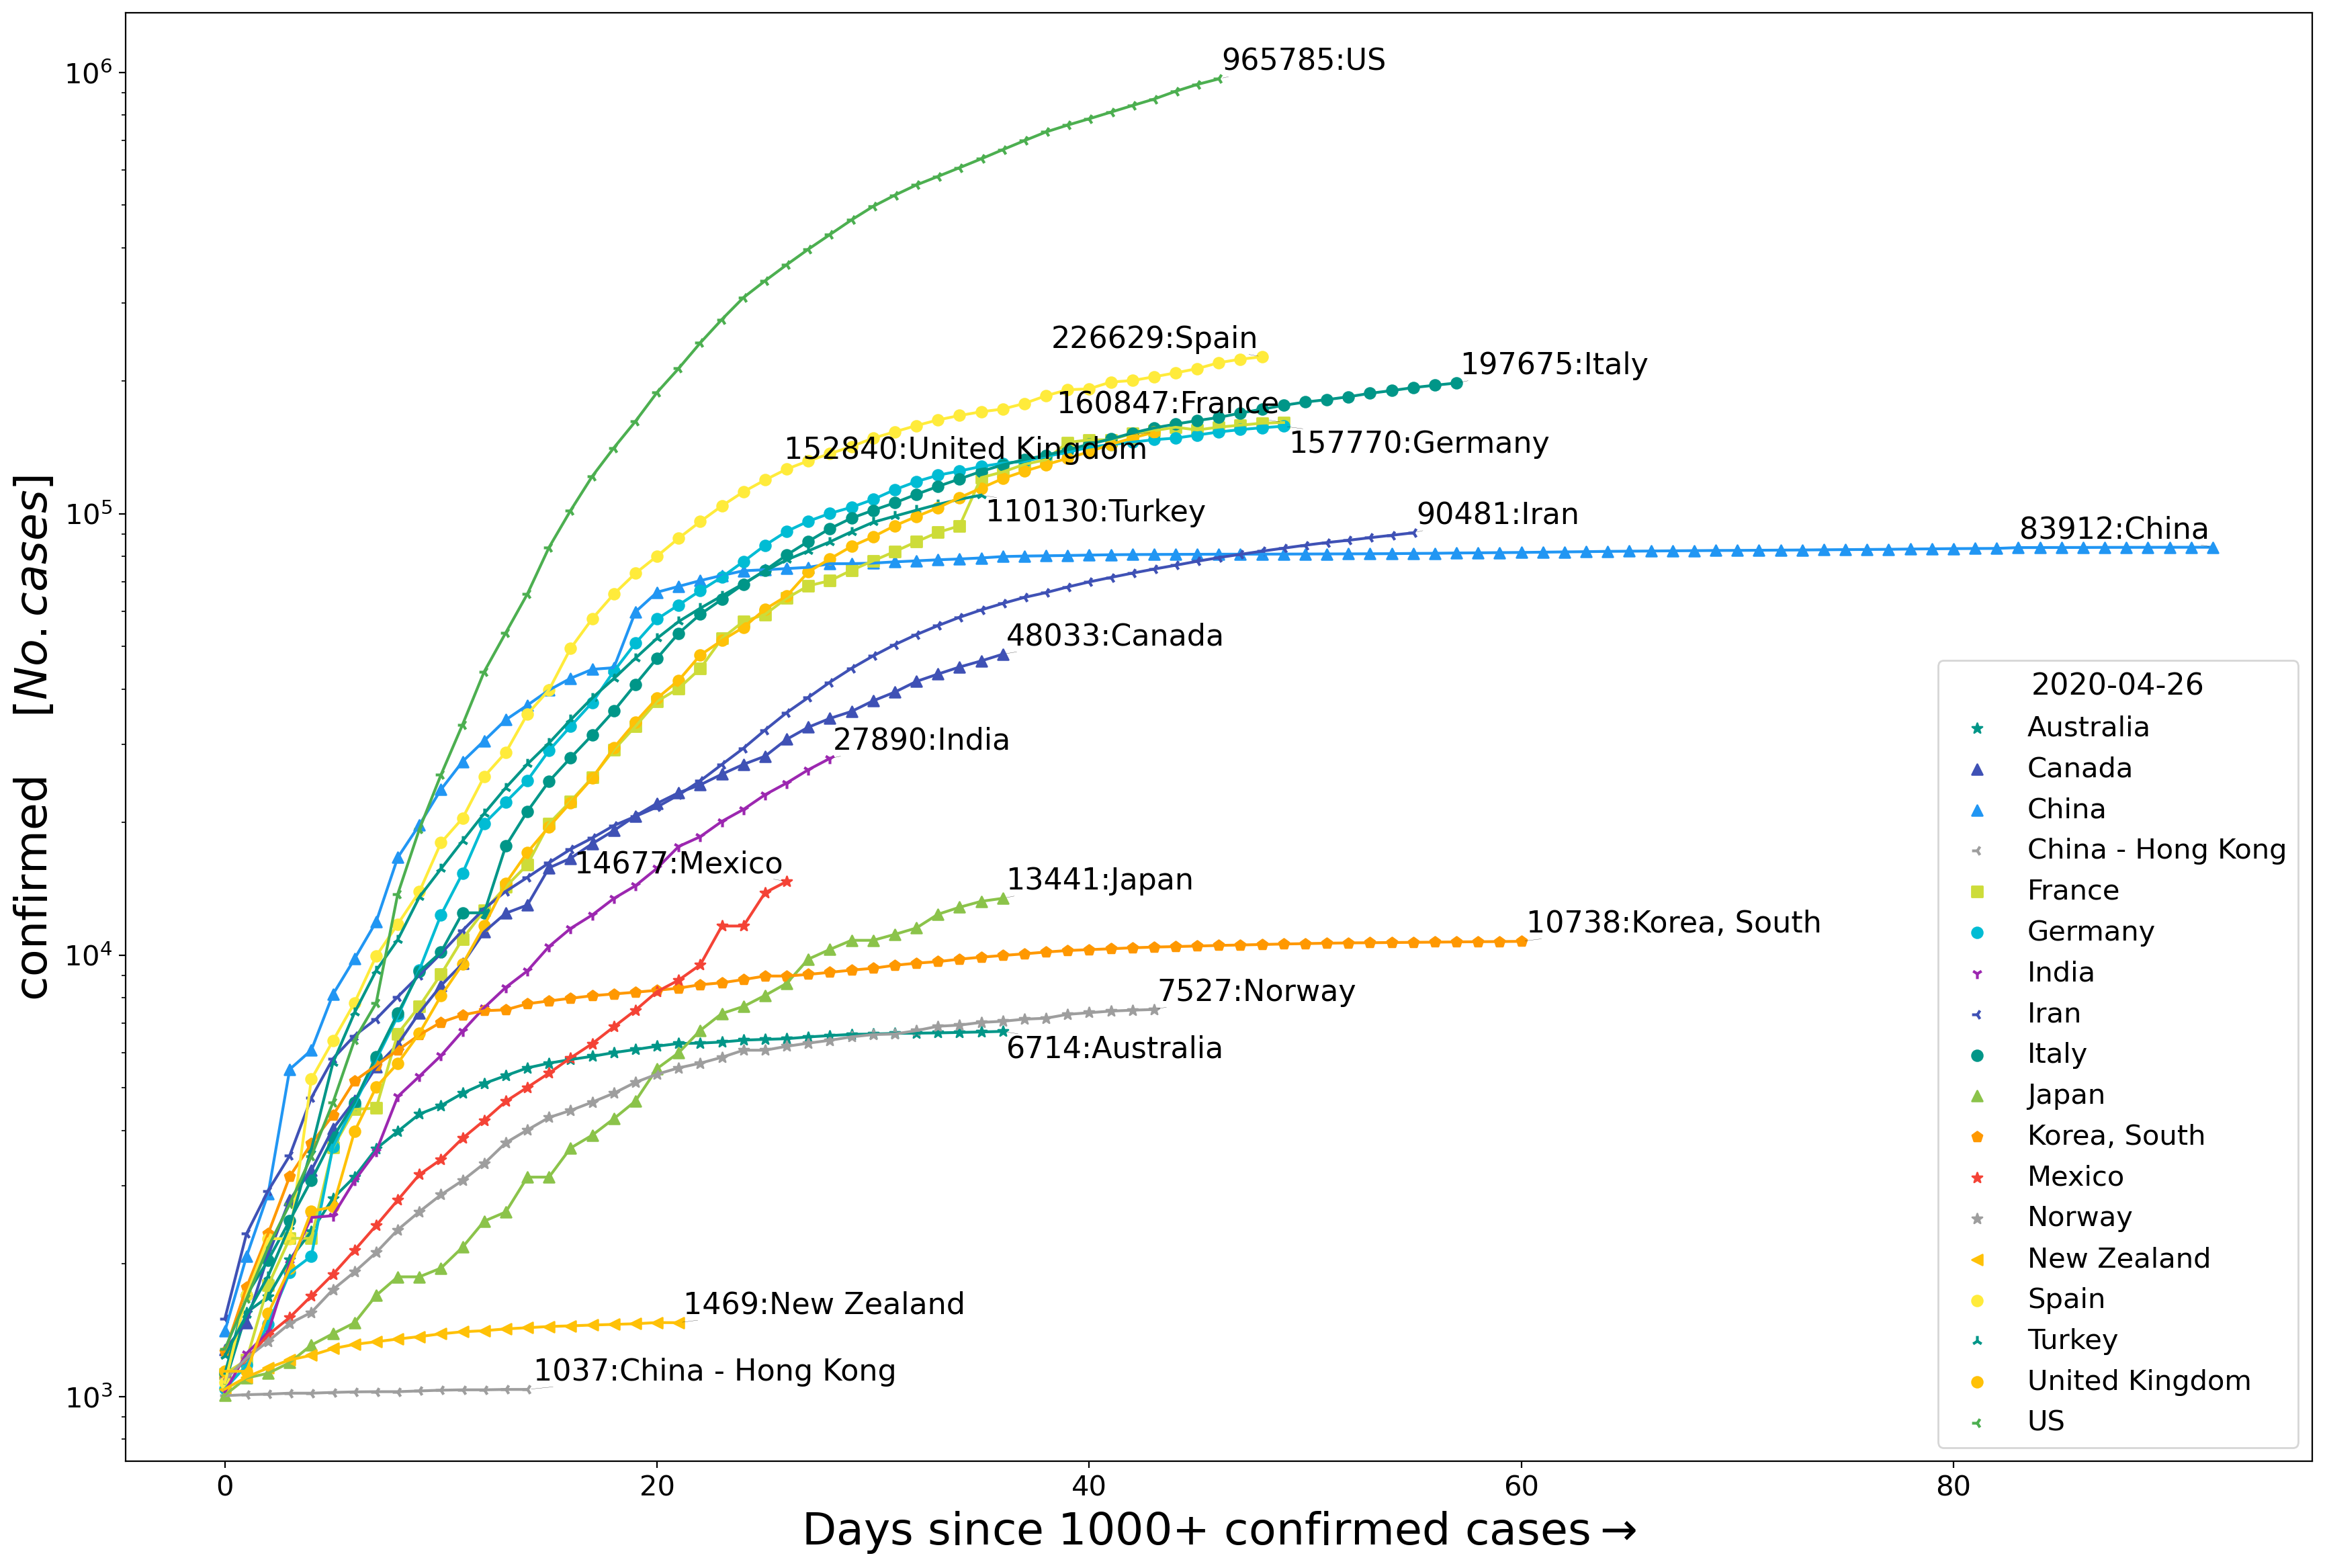 10⁶
10⁵
10⁴
10³
confirmed [No. cases]
965785:US
226629:Spain
197675:Italy
160847:France
152840:United Kingdom
157770:Germany
110130:Turkey
90481:Iran
83912:China
48033:Canada
27890:India
14677:Mexico
13441:Japan
10738:Korea, South
7527:Norway
6714:Australia
1469:New Zealand
1037:China - Hong Kong
2020-04-26
Australia
Canada
China
China - Hong Kong
France
Germany
India
Iran
Italy
Japan
Korea, South
Mexico
Norway
New Zealand
Spain
Turkey
United Kingdom
US
0 20 40 60 80
Days since 1000+ confirmed cases→